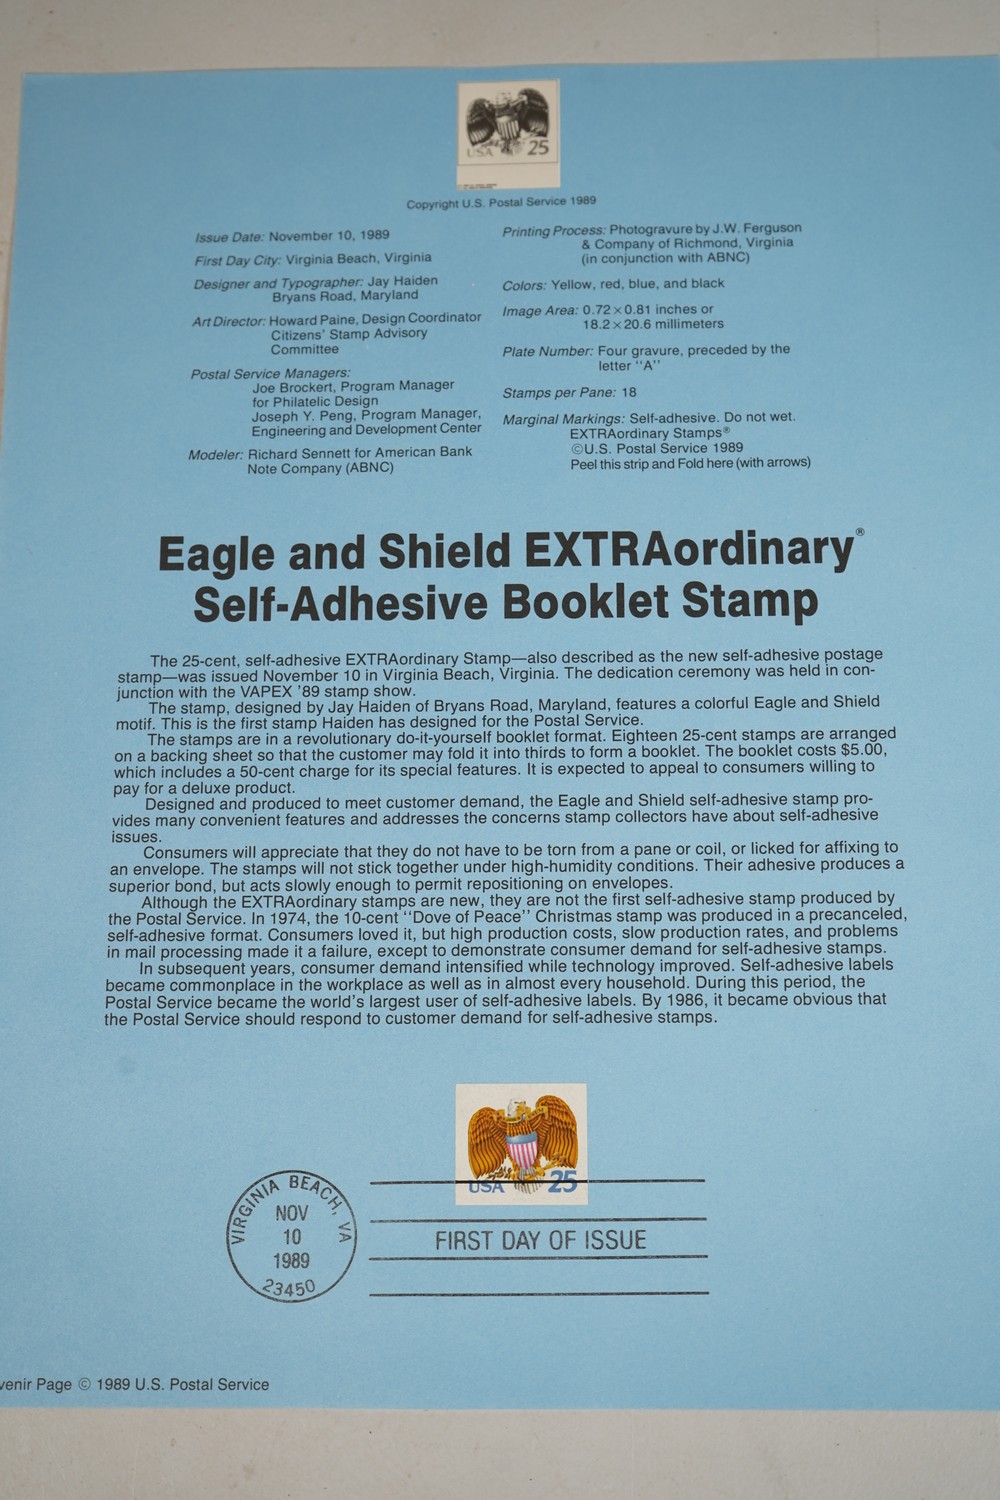 USA 25
Copyright U.S. Postal Service 1989
Issue Date: November 10, 1989
First Day City: Virginia Beach, Virginia
Designer and Typographer: Jay Haiden
Bryans Road, Maryland
Art Director: Howard Paine, Design Coordinator
Citizens' Stamp Advisory
Committee
Postal Service Managers:
Joe Brockert, Program Manager
for Philatelic Design
Joseph Y. Peng, Program Manager,
Engineering and Development Center
Modeler: Richard Sennett for American Bank
Note Company (ABNC)
Printing Process: Photogravure by J.W. Ferguson
& Company of Richmond, Virginia
(in conjunction with ABNC)
Colors: Yellow, red, blue, and black
Image Area: 0.72 × 0.81 inches or
18.2 × 20.6 millimeters
Plate Number: Four gravure, preceded by the
letter "A"
Stamps per Pane: 18
Marginal Markings: Self-adhesive. Do not wet.
EXTRAordinary Stamps®
©U.S. Postal Service 1989
Peel this strip and Fold here (with arrows)
Eagle and Shield EXTRAordinary®
Self-Adhesive Booklet Stamp
The 25-cent, self-adhesive EXTRAordinary Stamp—also described as the new self-adhesive postage
stamp—was issued November 10 in Virginia Beach, Virginia. The dedication ceremony was held in con-
junction with the VAPEX '89 stamp show.
The stamp, designed by Jay Haiden of Bryans Road, Maryland, features a colorful Eagle and Shield
motif. This is the first stamp Haiden has designed for the Postal Service.
The stamps are in a revolutionary do-it-yourself booklet format. Eighteen 25-cent stamps are arranged
on a backing sheet so that the customer may fold it into thirds to form a booklet. The booklet costs $5.00,
which includes a 50-cent charge for its special features. It is expected to appeal to consumers willing to
pay for a deluxe product.
Designed and produced to meet customer demand, the Eagle and Shield self-adhesive stamp pro-
vides many convenient features and addresses the concerns stamp collectors have about self-adhesive
issues.
Consumers will appreciate that they do not have to be torn from a pane or coil, or licked for affixing to
an envelope. The stamps will not stick together under high-humidity conditions. Their adhesive produces a
superior bond, but acts slowly enough to permit repositioning on envelopes.
Although the EXTRAordinary stamps are new, they are not the first self-adhesive stamp produced by
the Postal Service. In 1974, the 10-cent "Dove of Peace" Christmas stamp was produced in a precanceled,
self-adhesive format. Consumers loved it, but high production costs, slow production rates, and problems
in mail processing made it a failure, except to demonstrate consumer demand for self-adhesive stamps.
In subsequent years, consumer demand intensified while technology improved. Self-adhesive labels
became commonplace in the workplace as well as in almost every household. During this period, the
Postal Service became the world's largest user of self-adhesive labels. By 1986, it became obvious that
the Postal Service should respond to customer demand for self-adhesive stamps.
USA 25
VIRGINIA BEACH, VA
NOV
10
1989
23450
FIRST DAY OF ISSUE
venir Page © 1989 U.S. Postal Service